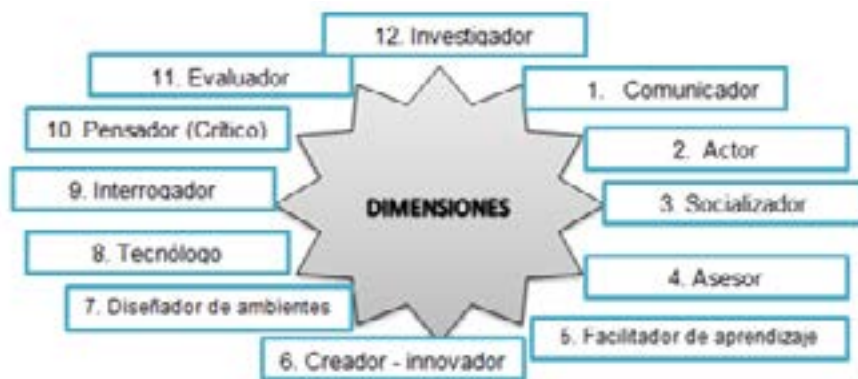 12. Investigador
11. Evaluador
1. Comunicador
10. Pensador (Crítico)
2. Actor
9. Interrogador
DIMENSIONES
3. Socializador
8. Tecnólogo
4. Asesor
7. Diseñador de ambientes
5. Facilitador de aprendizaje
6. Creador - innovador